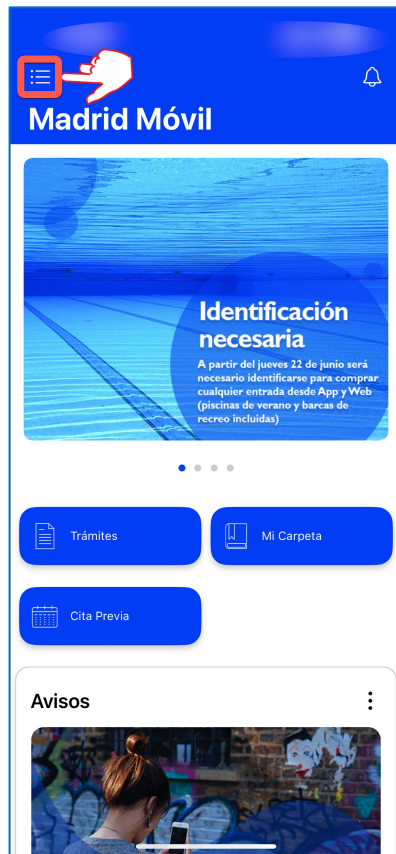 Madrid Móvil
Identificación
necesaria
A partir del jueves 22 de junio será
necesario identificarse para comprar
cualquier entrada desde App y Web
(piscinas de verano y barcas de
recreo incluidas)
Trámites
Mi Carpeta
Cita Previa
Avisos